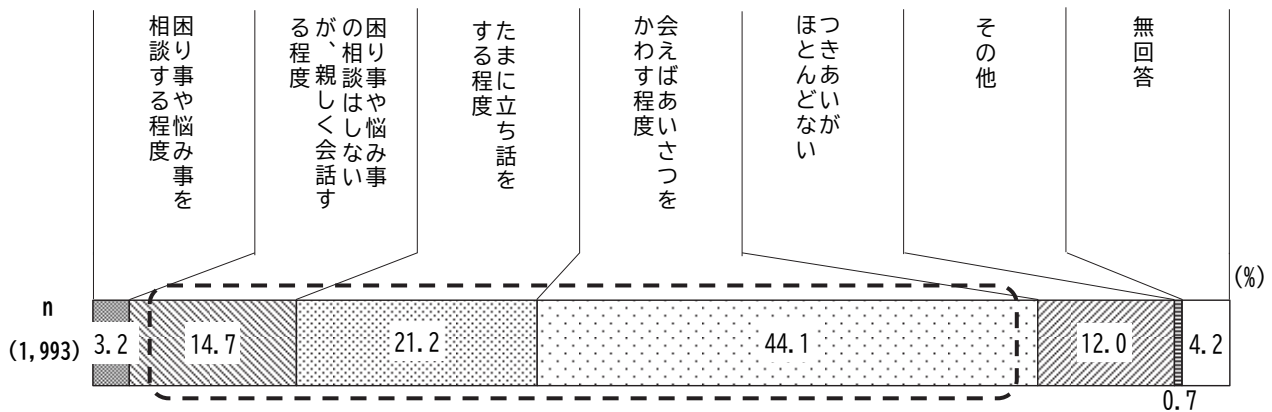 困り事や悩み事を
相談する程度
困り事や悩み事
の相談はしない
が、親しく会話す
る程度
たまに立ち話を
する程度
会えばあいさつを
かわす程度
つきあいが
ほとんどない
その他
無回答
(%)
n
(1,993)
3.2
14.7
21.2
44.1
12.0
4.2
0.7